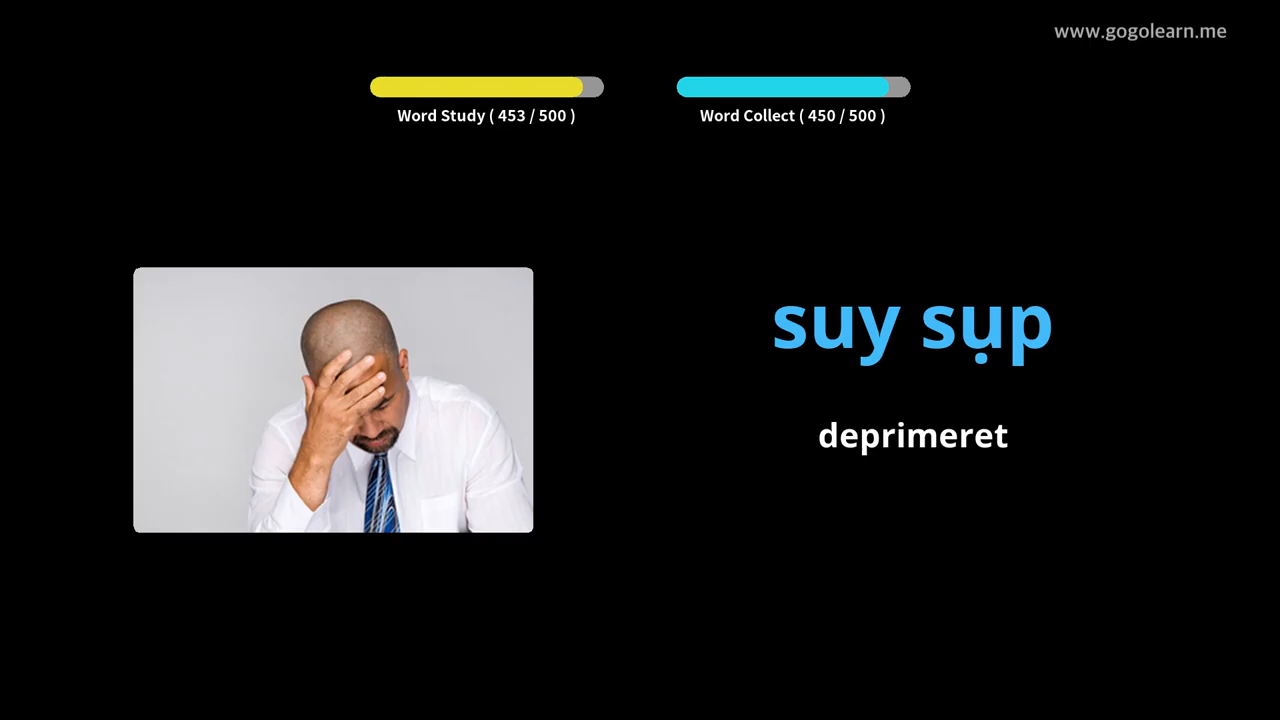 www.gogolearn.me
Word Study ( 453 / 500 )
Word Collect ( 450 / 500 )
suy sụp
deprimeret